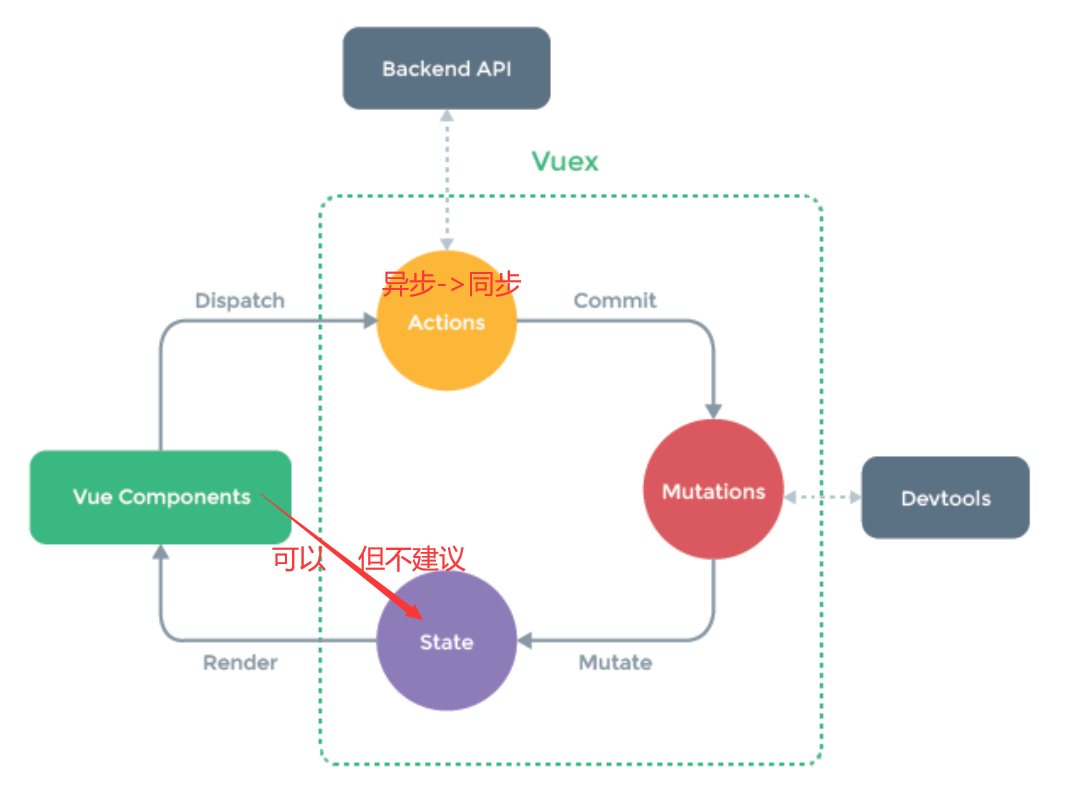 Backend API
Vuex
异步->同步
Dispatch
Commit
Actions
Vue Components
Mutations
Devtools
可以 但不建议
State
Render
Mutate